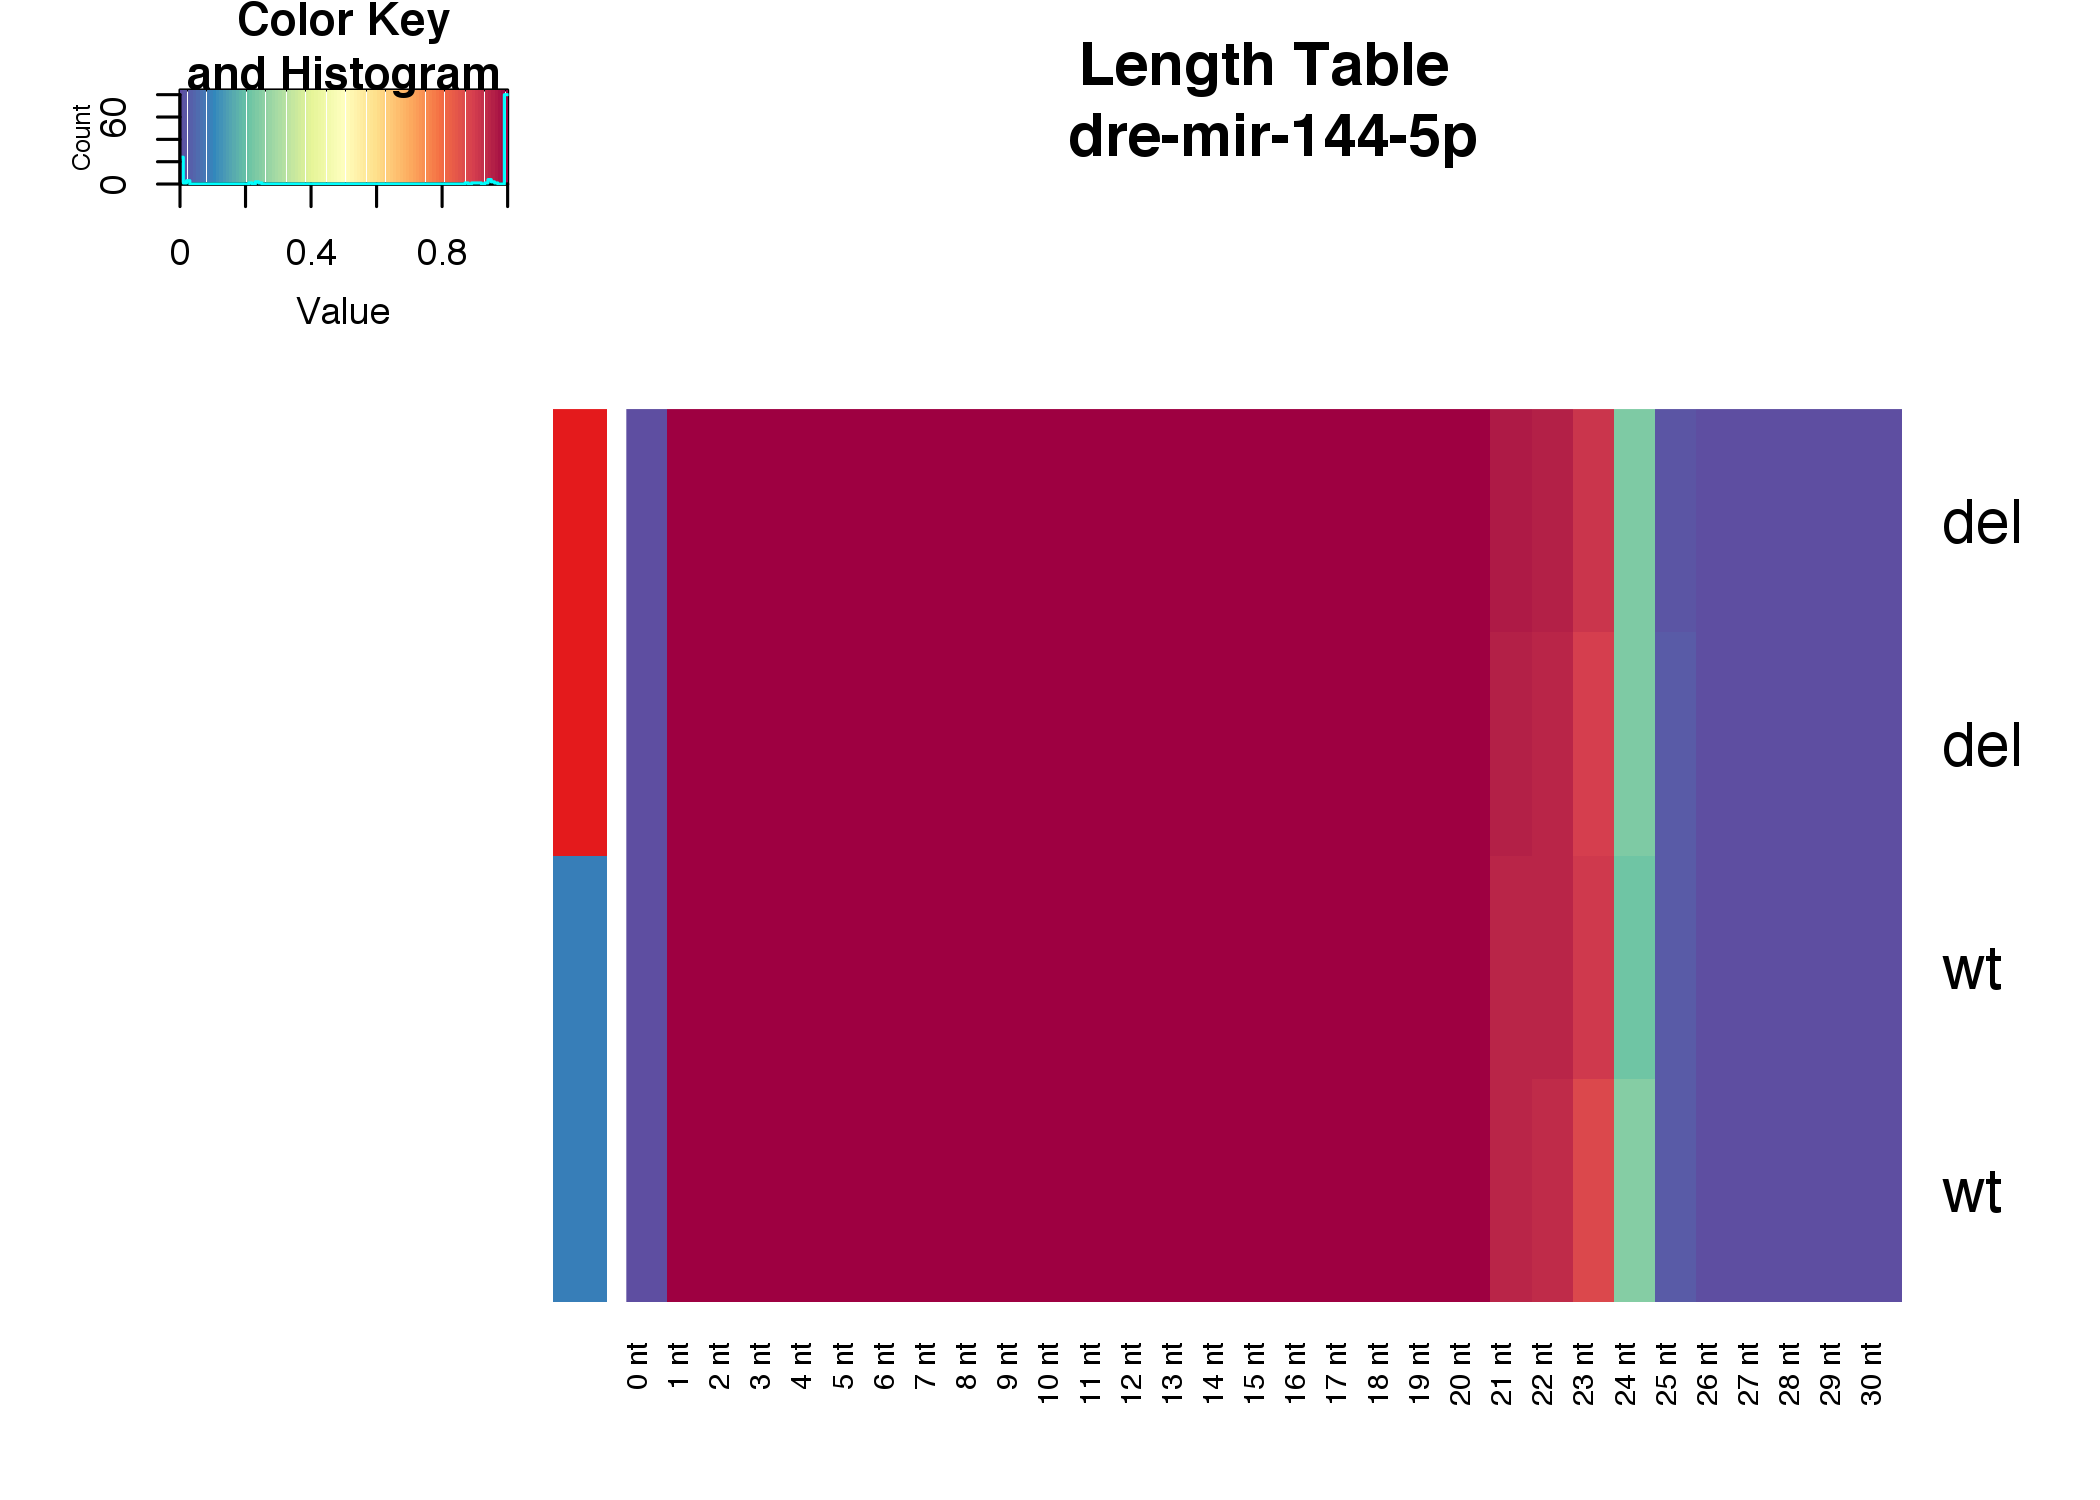 Color Key
and Histogram
Count
0
60
0
0.4
0.8
Value
Length Table
dre-mir-144-5p
del
del
wt
wt
0 nt
1 nt
2 nt
3 nt
4 nt
5 nt
6 nt
7 nt
8 nt
9 nt
10 nt
11 nt
12 nt
13 nt
14 nt
15 nt
16 nt
17 nt
18 nt
19 nt
20 nt
21 nt
22 nt
23 nt
24 nt
25 nt
26 nt
27 nt
28 nt
29 nt
30 nt